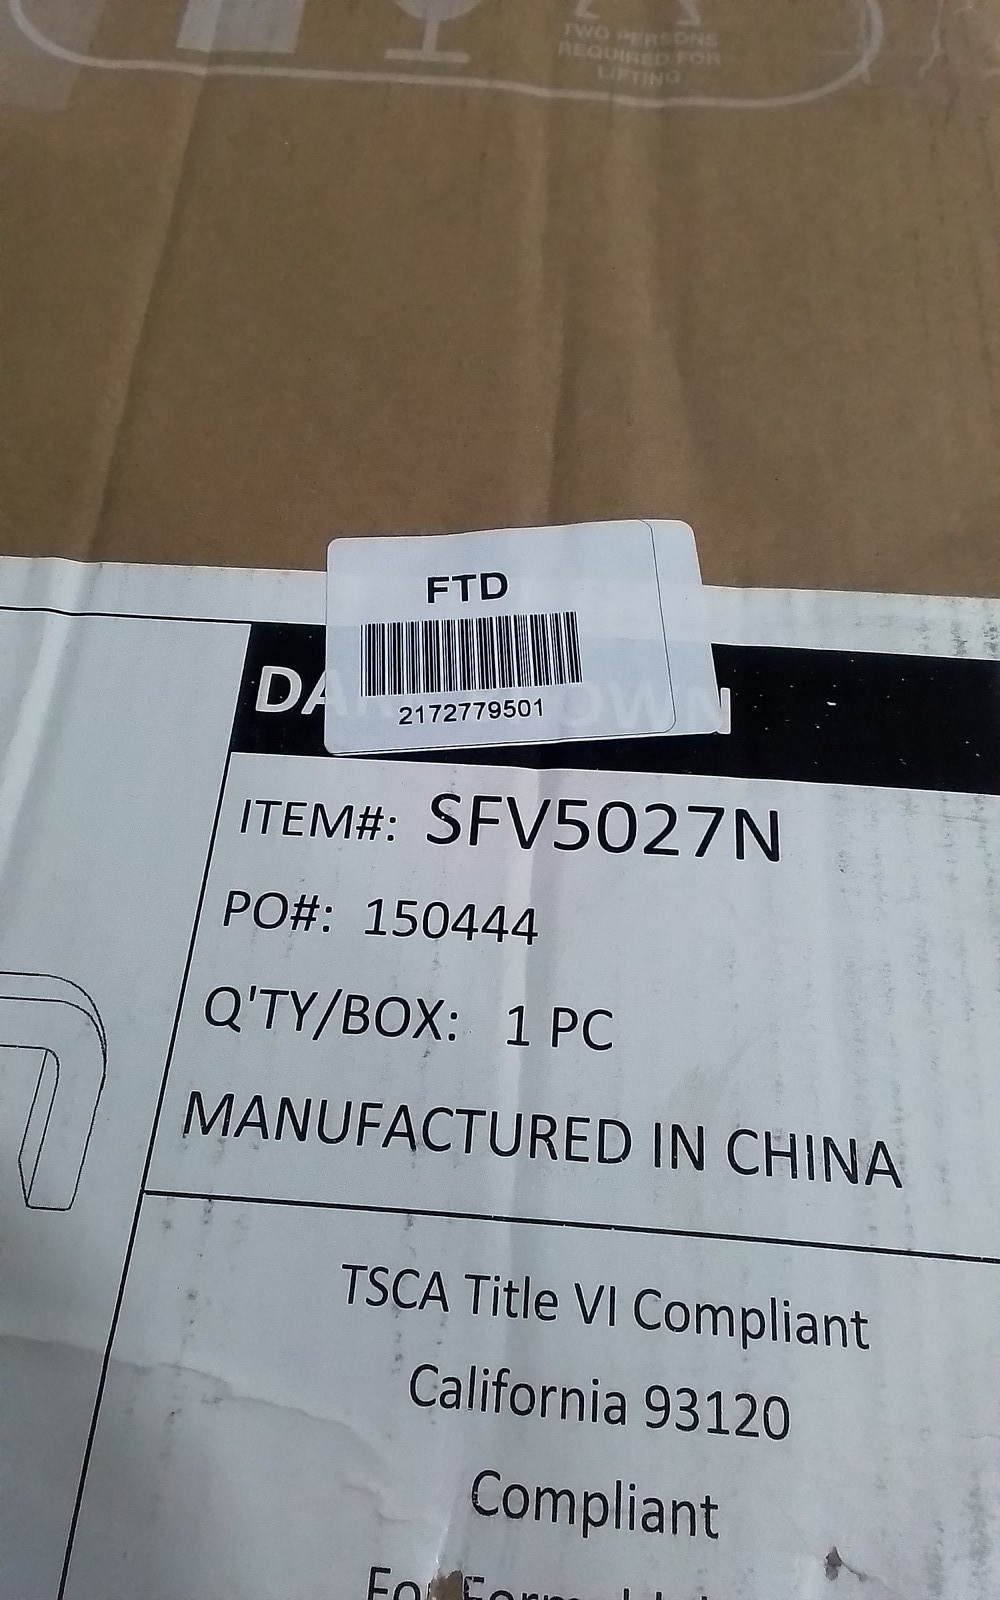 TWO PERSONS
REQUIRED FOR
LIFTING
FTD
2172779501
ITEM#: SFV5027N
PO#: 150444
Q'TY/BOX: 1 PC
MANUFACTURED IN CHINA
TSCA Title VI Compliant
California 93120
Compliant